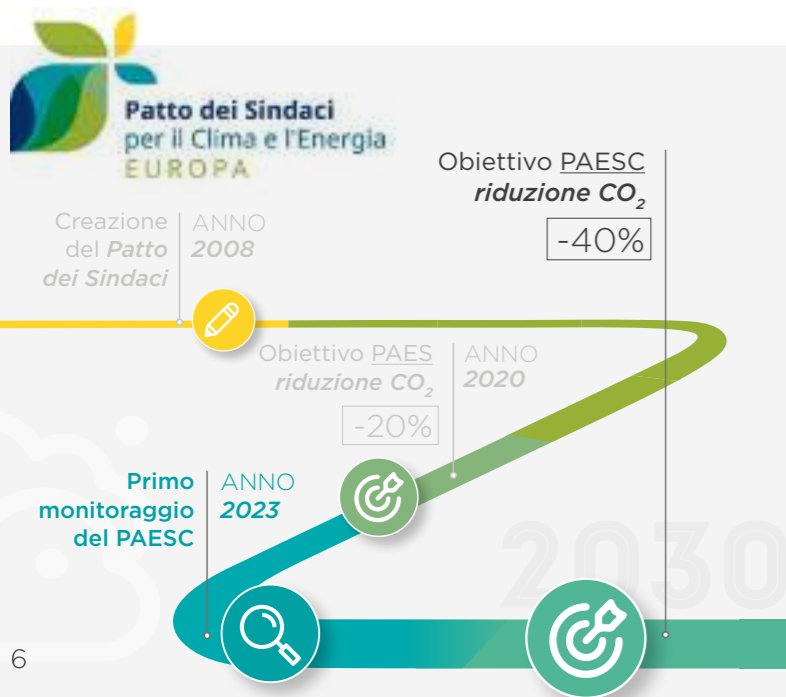 Patto dei Sindaci
per il Clima e l'Energia
EUROPA
Obiettivo PAESC
riduzione CO₂
-40%
Creazione
del Patto
dei Sindaci
ANNO
2008
Obiettivo PAES
riduzione CO₂
-20%
ANNO
2020
Primo
monitoraggio
del PAESC
ANNO
2023
2030
6